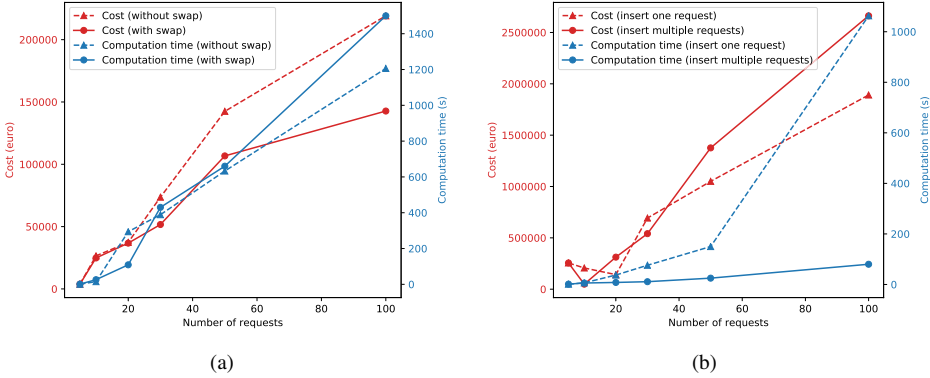 Cost (without swap)
Cost (with swap)
Computation time (without swap)
Computation time (with swap)
200000
150000
100000
50000
0
Cost (euro)
1400
1200
1000
800
600
400
200
0
Computation time (s)
20
40
60
80
100
Number of requests
(a)
Cost (insert one request)
Cost (insert multiple requests)
Computation time (insert one request)
Computation time (insert multiple requests)
2500000
2000000
1500000
1000000
500000
0
Cost (euro)
1000
800
600
400
200
0
Computation time (s)
20
40
60
80
100
Number of requests
(b)